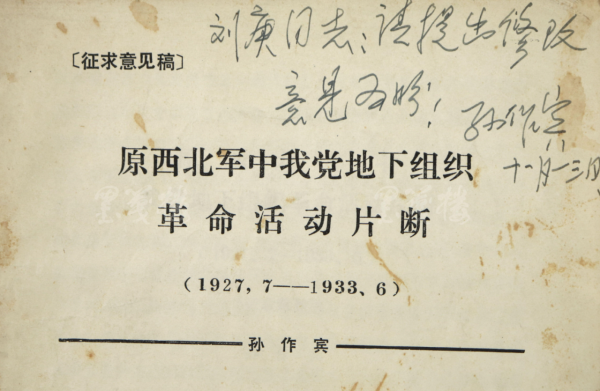 刘庚同志：请提出修改
意见为盼！
孙作宾
十一月十三日
〔征求意见稿〕
原西北军中我党地下组织
革命活动片断
（1927，7——1933、6）
孙作宾